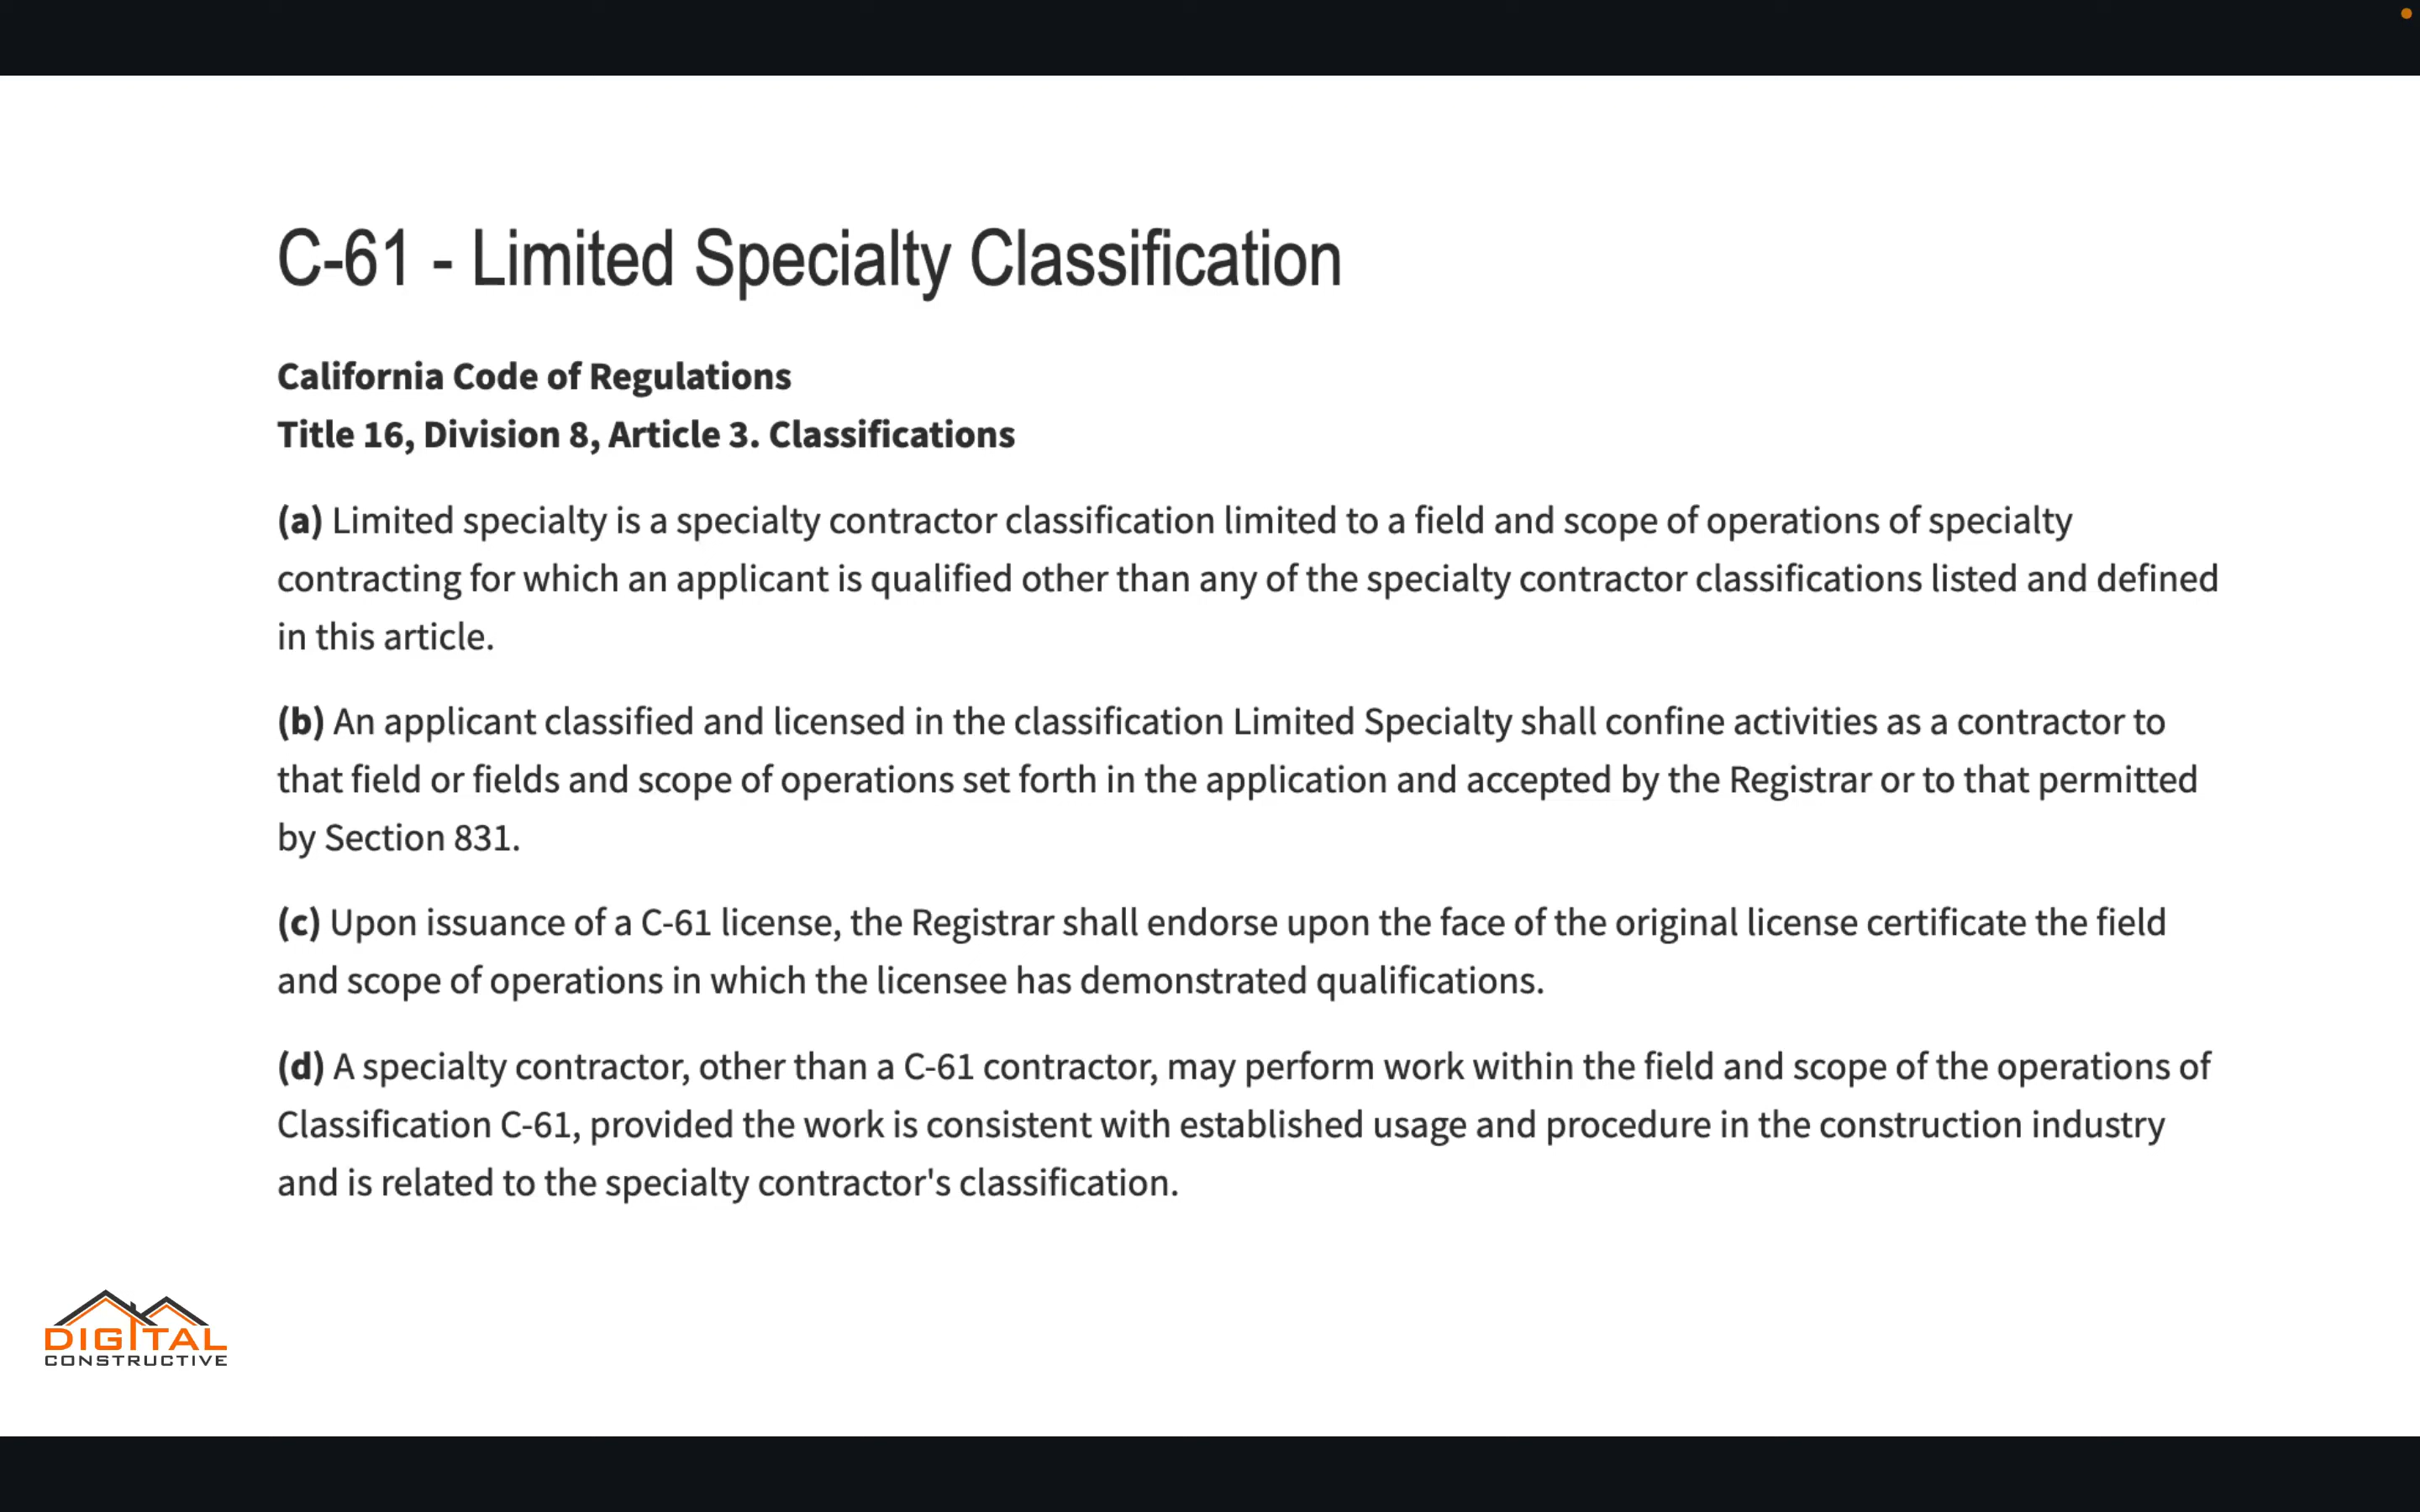 C-61 - Limited Specialty Classification
California Code of Regulations
Title 16, Division 8, Article 3. Classifications
(a) Limited specialty is a specialty contractor classification limited to a field and scope of operations of specialty
contracting for which an applicant is qualified other than any of the specialty contractor classifications listed and defined
in this article.
(b) An applicant classified and licensed in the classification Limited Specialty shall confine activities as a contractor to
that field or fields and scope of operations set forth in the application and accepted by the Registrar or to that permitted
by Section 831.
(c) Upon issuance of a C-61 license, the Registrar shall endorse upon the face of the original license certificate the field
and scope of operations in which the licensee has demonstrated qualifications.
(d) A specialty contractor, other than a C-61 contractor, may perform work within the field and scope of the operations of
Classification C-61, provided the work is consistent with established usage and procedure in the construction industry
and is related to the specialty contractor's classification.
DIGITAL
CONSTRUCTIVE